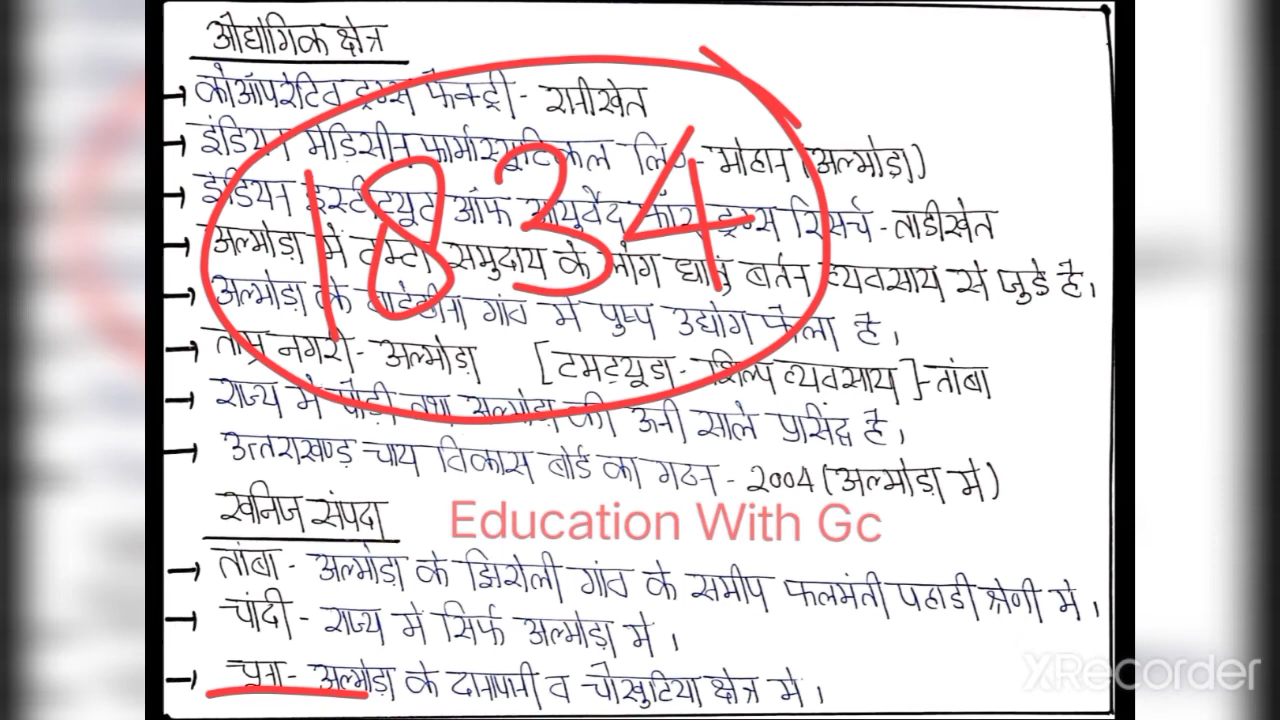 औद्योगिक क्षेत्र
→ कोऑपरेटिव ड्रग्स फैक्ट्री - रानीखेत
→ इंडियन मेडिसीन फार्मास्यूटिकल लि० - मोहान (अल्मोड़ा)
→ इंडियन इंस्टीट्यूट ऑफ आयुर्वेद फॉर ड्रग्स रिसर्च - ताडीखेत
→ अल्मोड़ा में टम्टा समुदाय के लोग धातु बर्तन व्यवसाय से जुड़े है।
→ अल्मोड़ा के गांव में पुष्प उद्योग फैला है।
→ ताम्र नगरी - अल्मोड़ा [टमट्यूडा - शिल्प व्यवसाय] - तांबा
→ राज्य में पौड़ी तथा अल्मोड़ा की ऊनी साले प्रसिद्ध है।
→ उत्तराखण्ड चाय विकास बोर्ड का गठन - 2004 (अल्मोड़ा में)
1834
खनिज संपदा
Education With Gc
→ तांबा - अल्मोड़ा के झिरोली गांव के समीप फलमंती पहाडी श्रेणी में।
→ चांदी - राज्य में सिर्फ अल्मोड़ा में।
→ चूना - अल्मोड़ा के दानापानी व चौखुटिया क्षेत्र में।
XRecorder